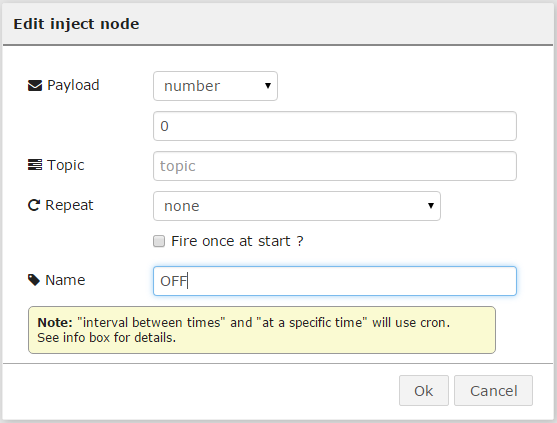 Edit inject node
Payload number
0
Topic topic
Repeat none
Fire once at start ?
Name OFF
Note: "interval between times" and "at a specific time" will use cron.
See info box for details.
Ok Cancel